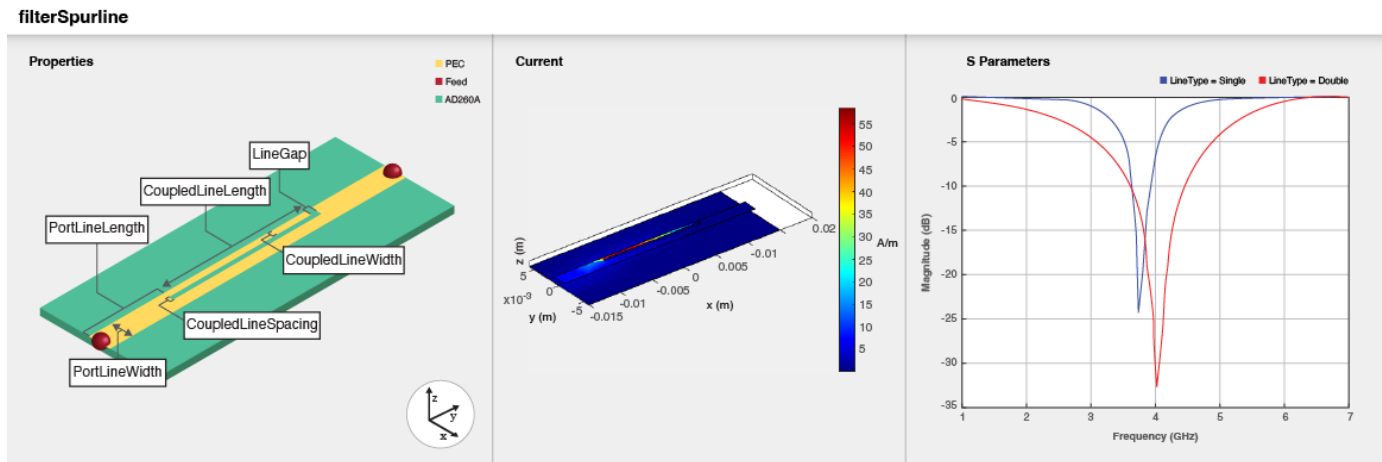 filterSpurline
Properties
PEC
Feed
AD260A
LineGap
CoupledLineLength
PortLineLength
CoupledLineWidth
CoupledLineSpacing
PortLineWidth
z
y
x
Current
55
50
45
40
35
30
25
20
15
10
5
A/m
z (m)
5
0
-5
x10-3
y (m)
-0.015
-0.01
-0.005
0
0.005
-0.01
0.02
x (m)
S Parameters
LineType = Single
LineType = Double
0
-5
-10
-15
-20
-25
-30
-35
Magnitude (dB)
1 2 3 4 5 6 7
Frequency (GHz)